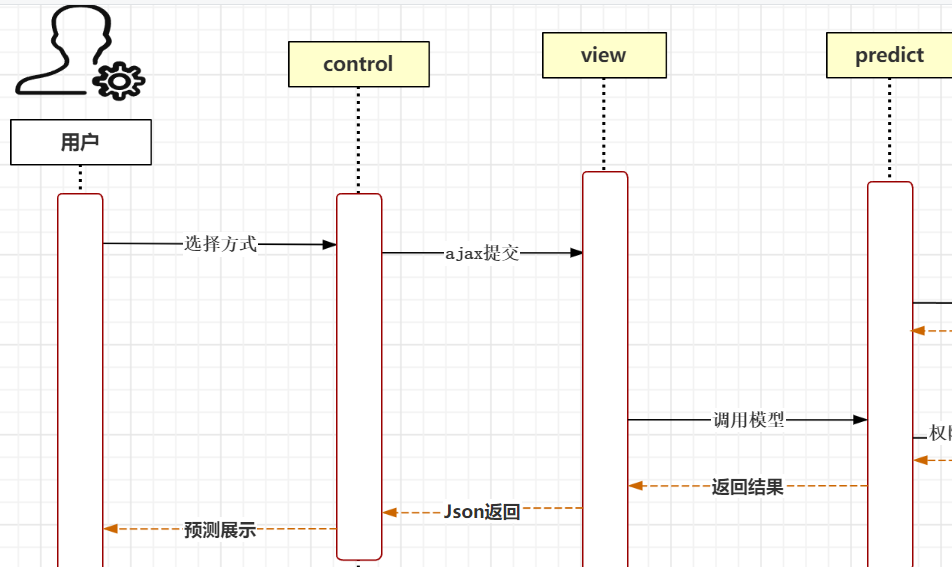 control
view
predict
用户
选择方式
ajax提交
调用模型
返回结果
Json返回
预测展示